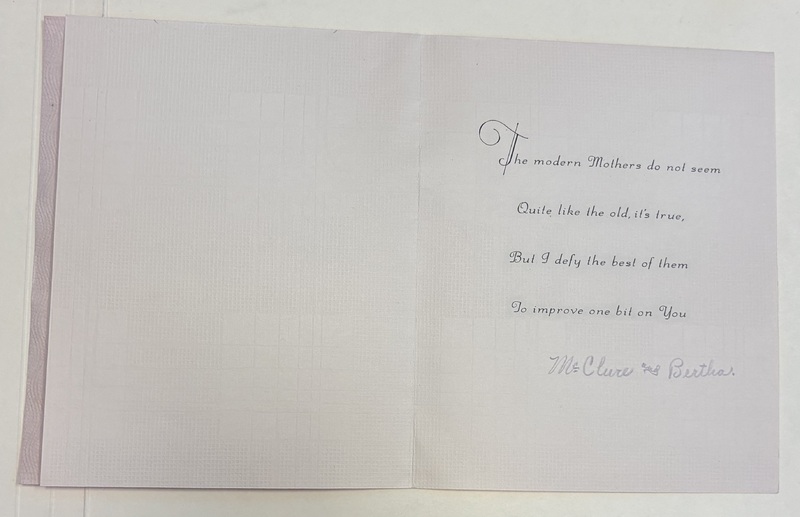 The modern Mothers do not seem
Quite like the old, it's true,
But I defy the best of them
To improve one bit on You
McClure and Bertha.